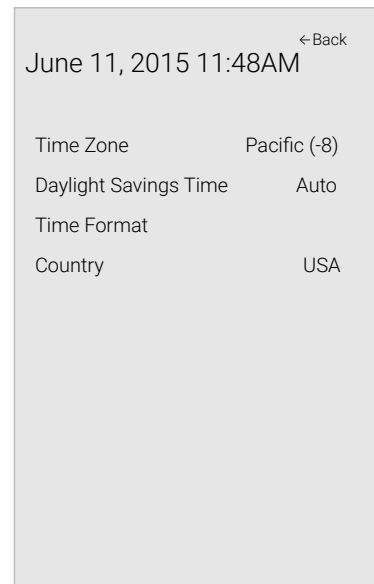 ←Back
June 11, 2015 11:48AM
Time Zone Pacific (-8)
Daylight Savings Time Auto
Time Format
Country USA